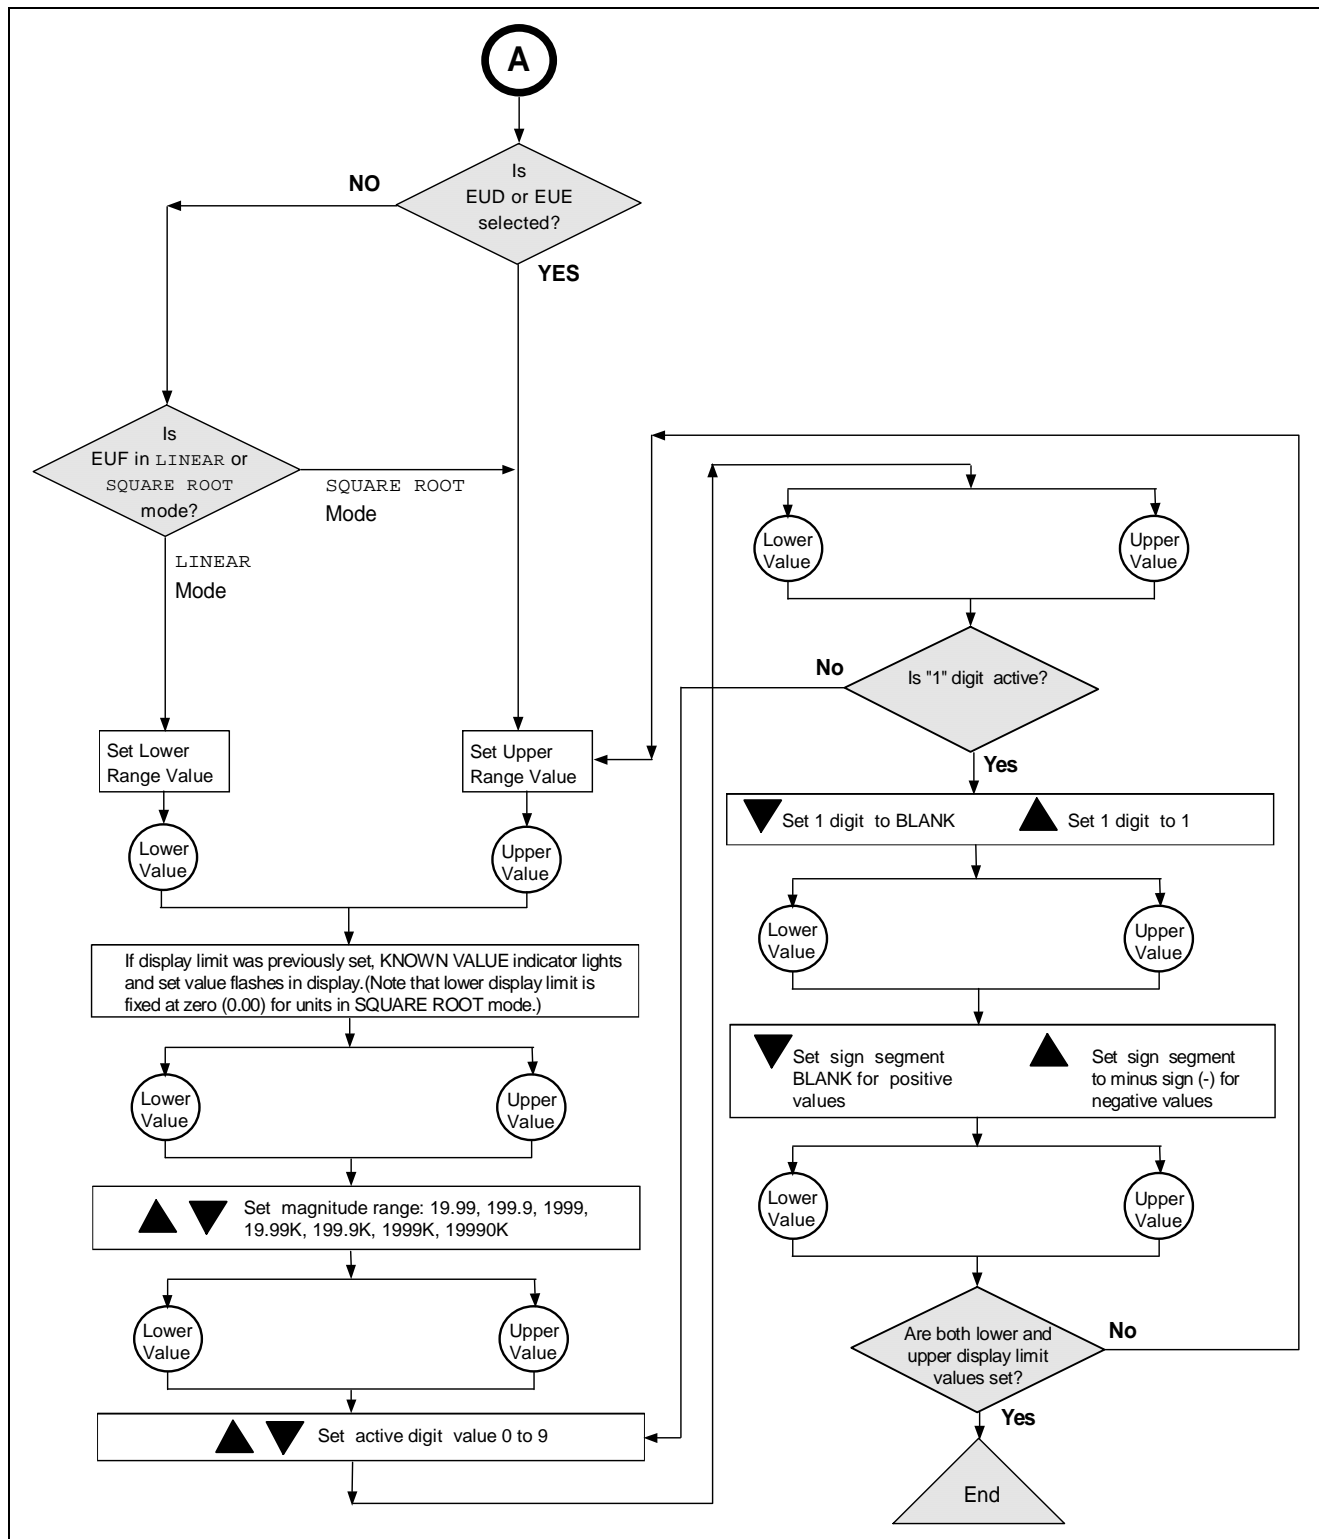 A
Is
EUD or EUE
selected?
NO
YES
Is
EUF in LINEAR or
SQUARE ROOT
mode?
SQUARE ROOT
Mode
LINEAR
Mode
Set Lower
Range Value
Set Upper
Range Value
Lower
Value
Upper
Value
If display limit was previously set, KNOWN VALUE indicator lights
and set value flashes in display.(Note that lower display limit is
fixed at zero (0.00) for units in SQUARE ROOT mode.)
Lower
Value
Upper
Value
Set magnitude range: 19.99, 199.9, 1999,
19.99K, 199.9K, 1999K, 19990K
Lower
Value
Upper
Value
Set active digit value 0 to 9
Lower
Value
Upper
Value
Is "1" digit active?
No
Yes
Set 1 digit to BLANK
Set 1 digit to 1
Lower
Value
Upper
Value
Set sign segment
BLANK for positive
values
Set sign segment
to minus sign (-) for
negative values
Lower
Value
Upper
Value
Are both lower and
upper display limit
values set?
No
Yes
End